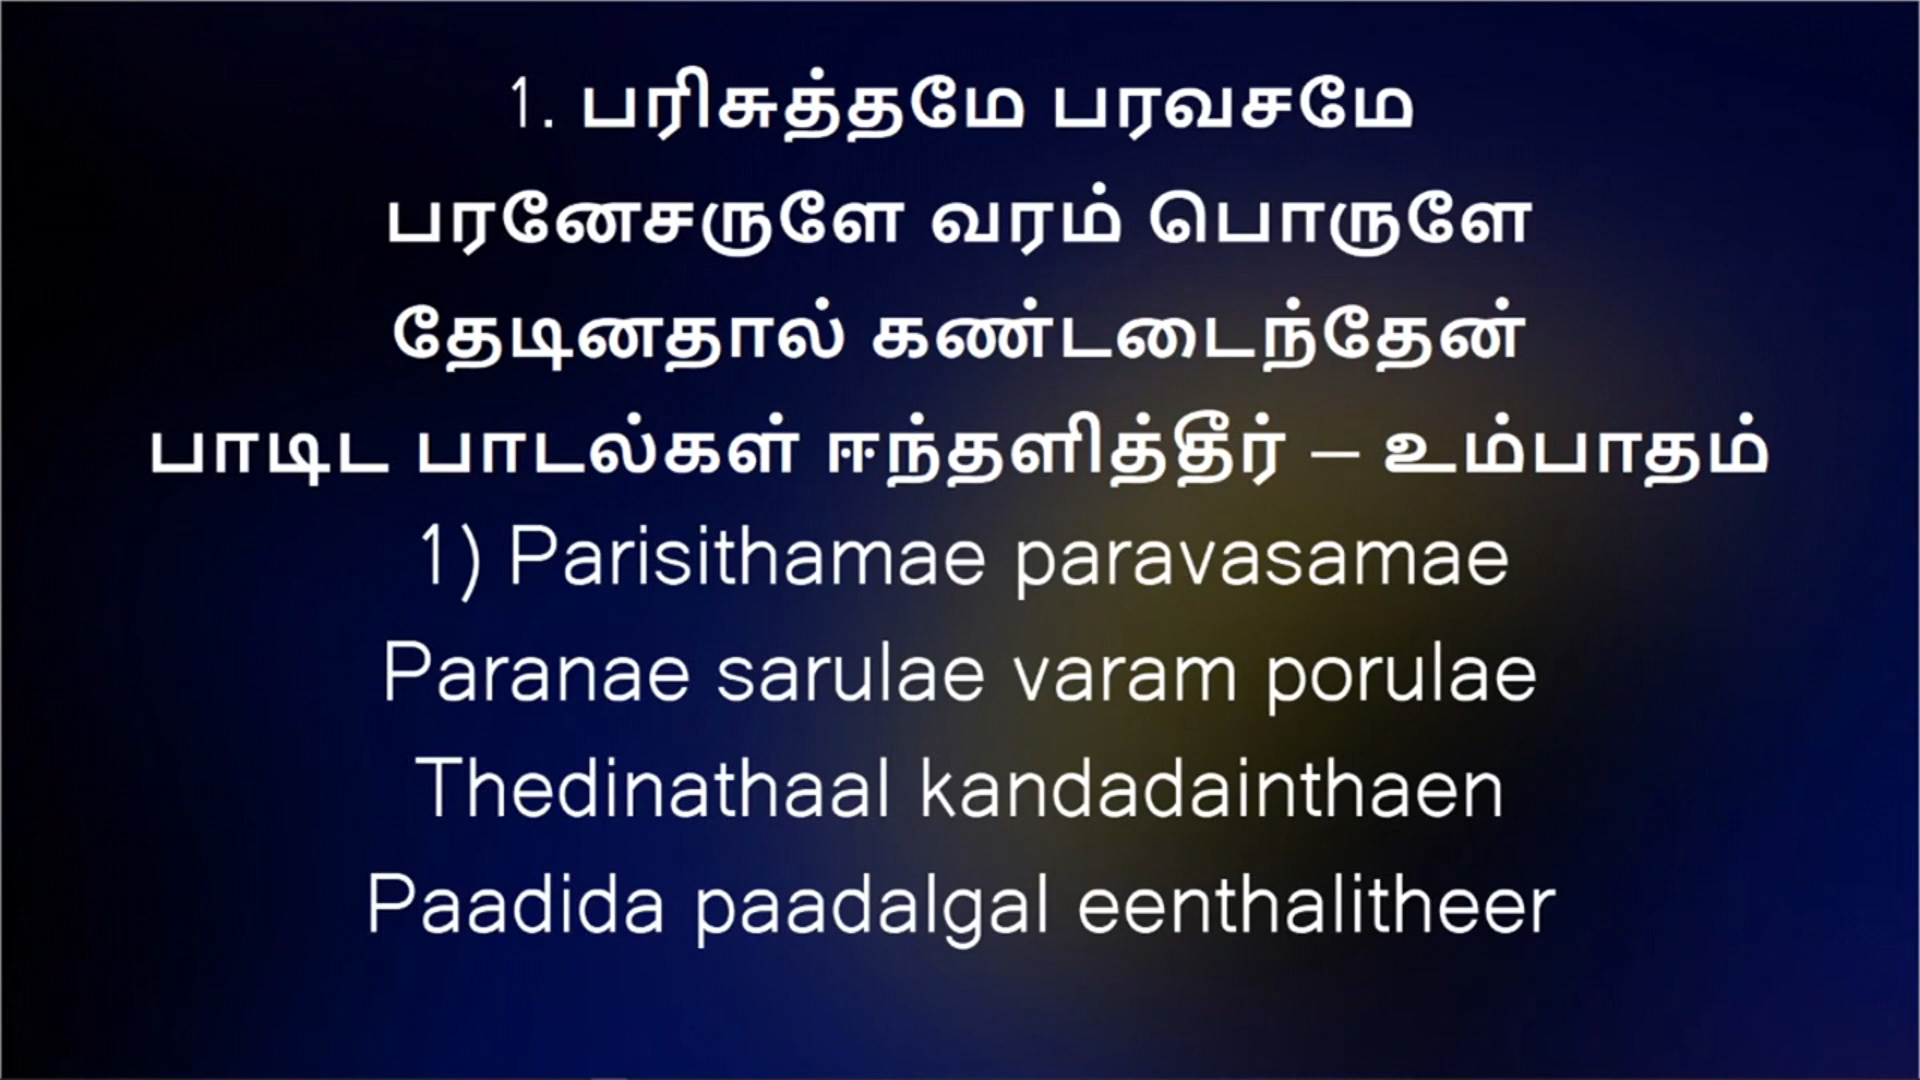 1. பரிசுத்தமே பரவசமே
பரனேசருளே வரம் பொருளே
தேடினதால் கண்டடைந்தேன்
பாடிட பாடல்கள் ஈந்தளித்தீர் – உம்பாதம்
1) Parisithamae paravasamae
Paranae sarulae varam porulae
Thedinathaal kandadainthaen
Paadida paadalgal eenthalitheer